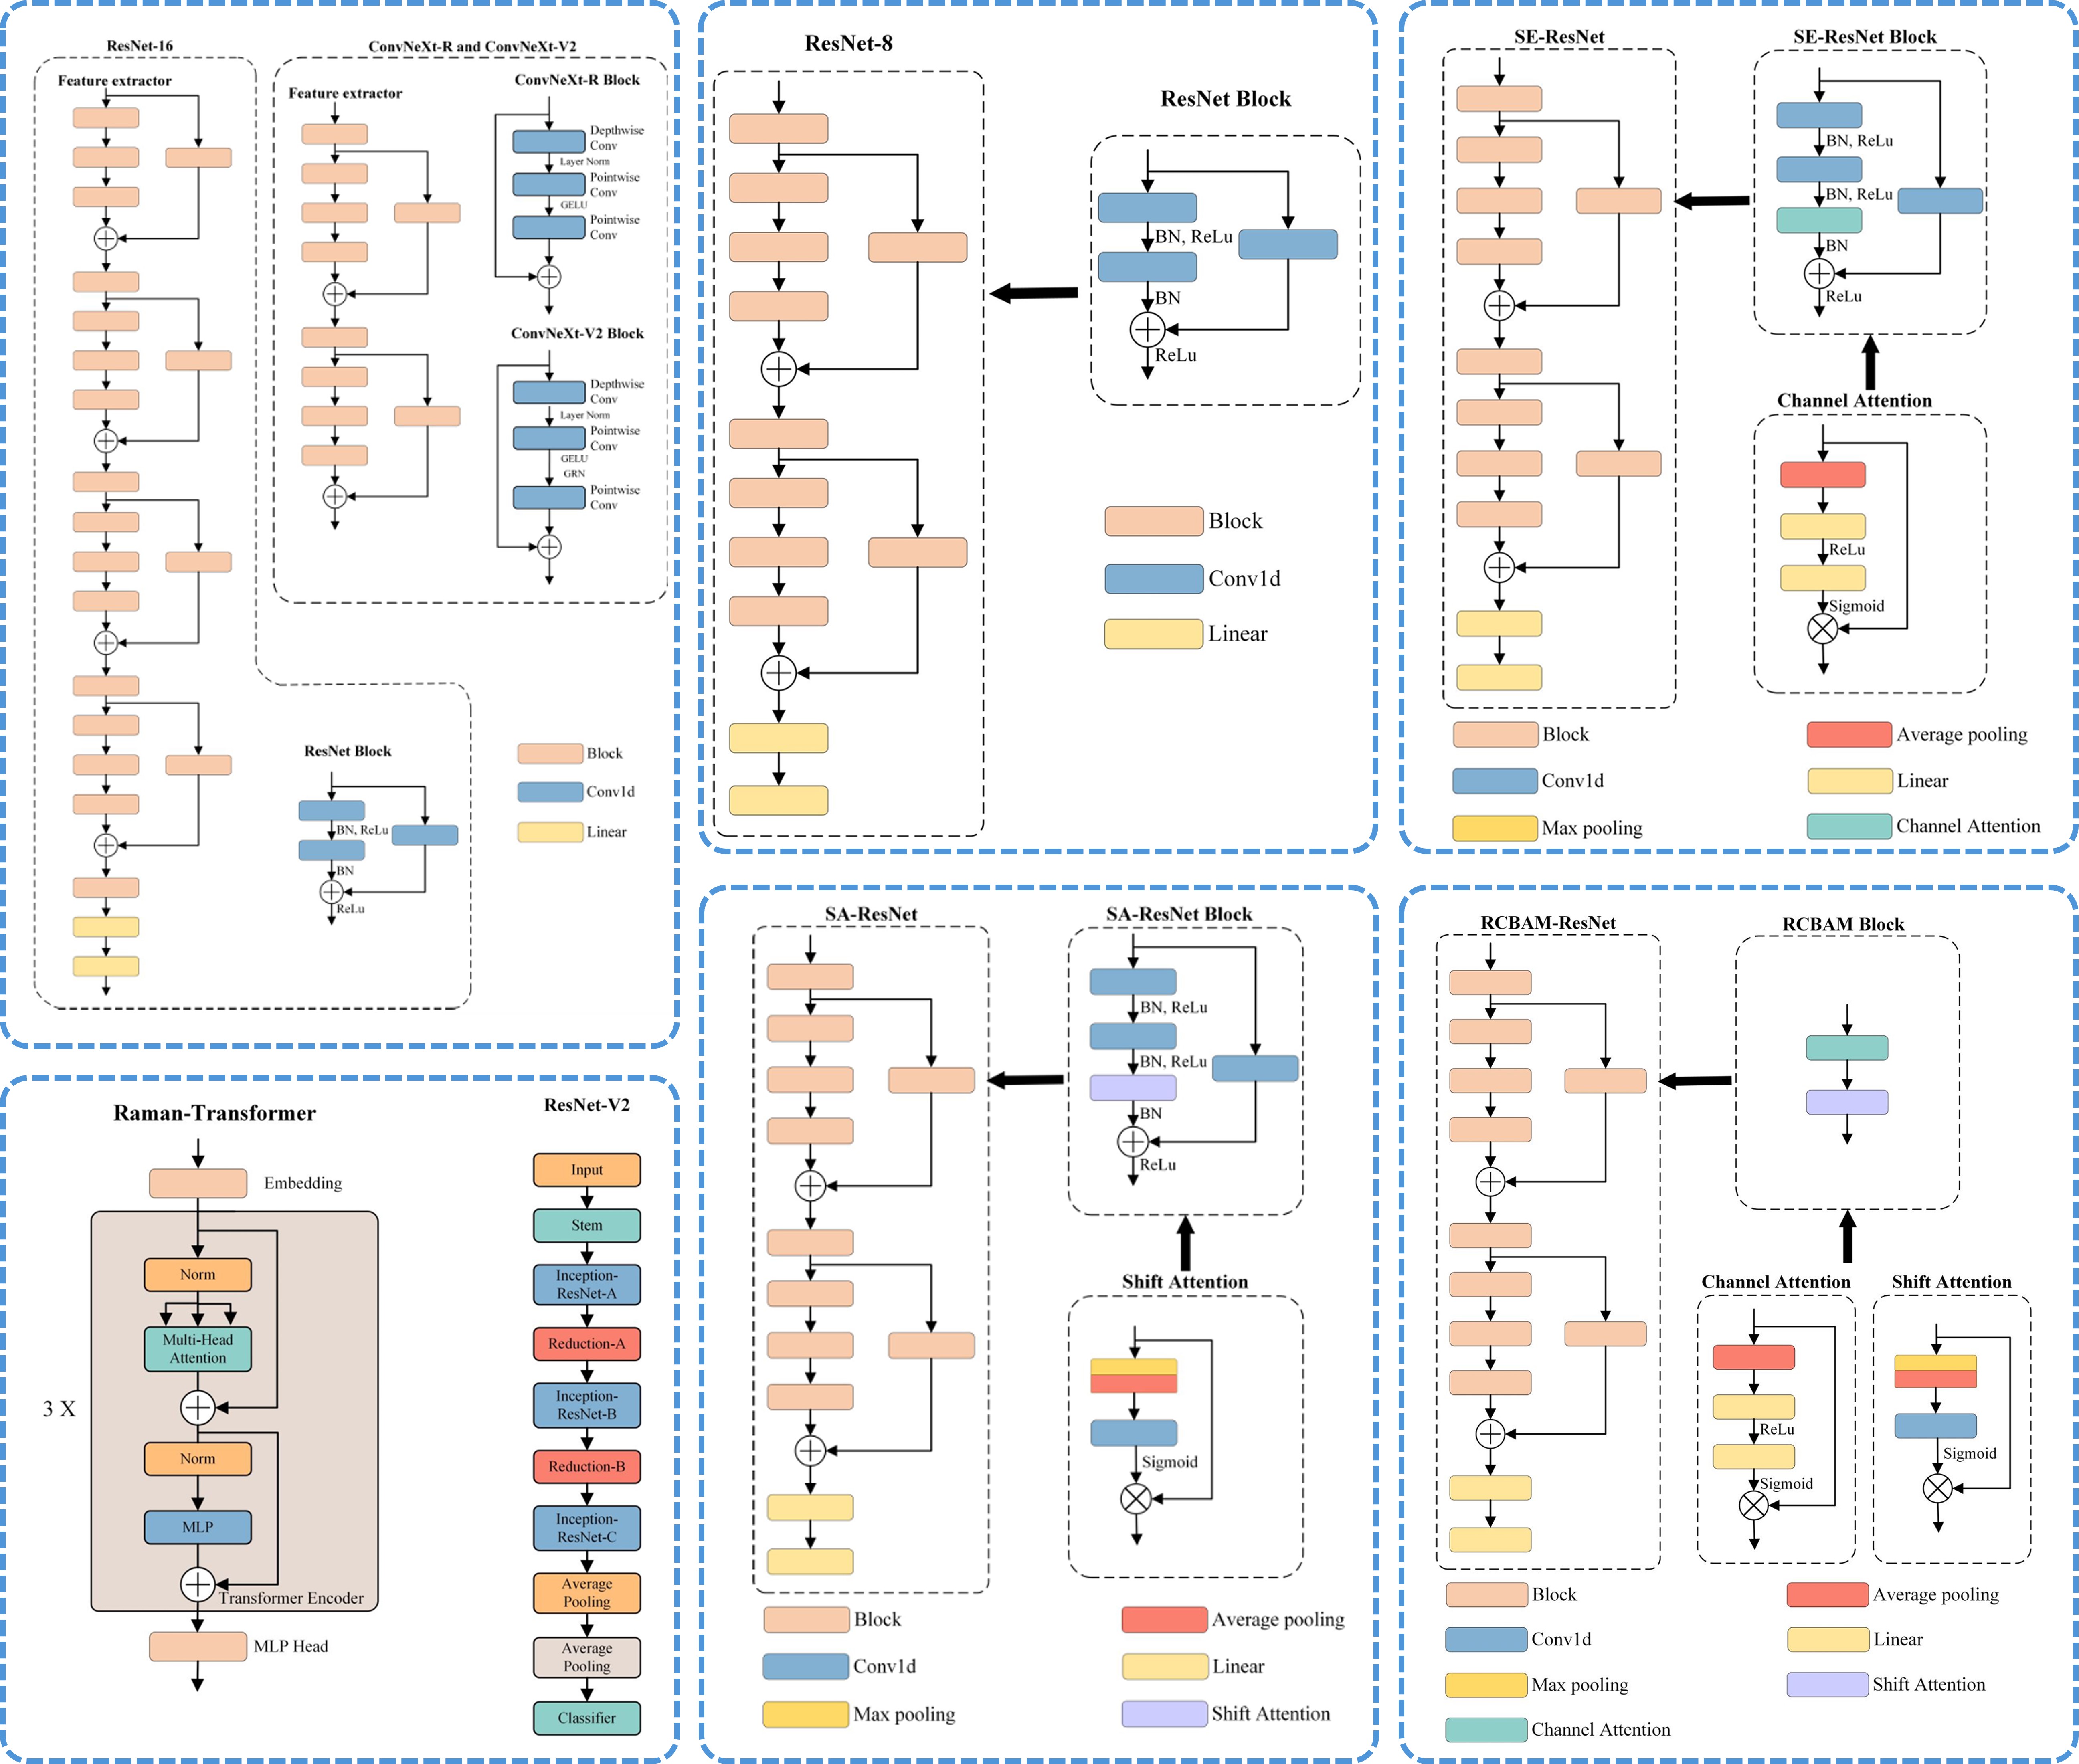 ResNet-16
Feature extractor
ConvNeXt-R and ConvNeXt-V2
Feature extractor
ConvNeXt-R Block
Depthwise
Conv
Layer Norm
Pointwise
Conv
GELU
Pointwise
Conv
ConvNeXt-V2 Block
Depthwise
Conv
Layer Norm
Pointwise
Conv
GELU
GRN
Pointwise
Conv
ResNet Block
BN, ReLu
BN
ReLu
Block
Conv1d
Linear
ResNet-8
ResNet Block
BN, ReLu
BN
ReLu
Block
Conv1d
Linear
SE-ResNet
SE-ResNet Block
BN, ReLu
BN, ReLu
BN
ReLu
Channel Attention
ReLu
Sigmoid
Block
Conv1d
Max pooling
Average pooling
Linear
Channel Attention
Raman-Transformer
Embedding
Norm
Multi-Head
Attention
3 X
Norm
MLP
Transformer Encoder
MLP Head
ResNet-V2
Input
Stem
Inception-
ResNet-A
Reduction-A
Inception-
ResNet-B
Reduction-B
Inception-
ResNet-C
Average
Pooling
Average
Pooling
Classifier
SA-ResNet
SA-ResNet Block
BN, ReLu
BN, ReLu
BN
ReLu
Shift Attention
Sigmoid
Block
Conv1d
Max pooling
Average pooling
Linear
Shift Attention
RCBAM-ResNet
RCBAM Block
Channel Attention
ReLu
Sigmoid
Shift Attention
Sigmoid
Block
Conv1d
Max pooling
Channel Attention
Average pooling
Linear
Shift Attention